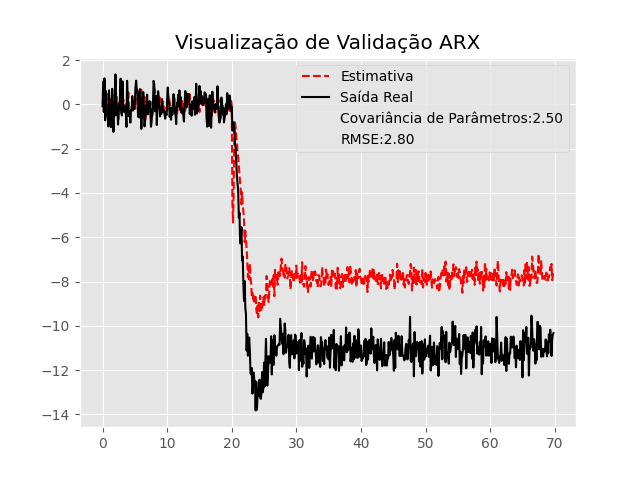 Visualização de Validação ARX
Estimativa
Saída Real
Covariância de Parâmetros:2.50
RMSE:2.80
2
0
−2
−4
−6
−8
−10
−12
−14
0 10 20 30 40 50 60 70